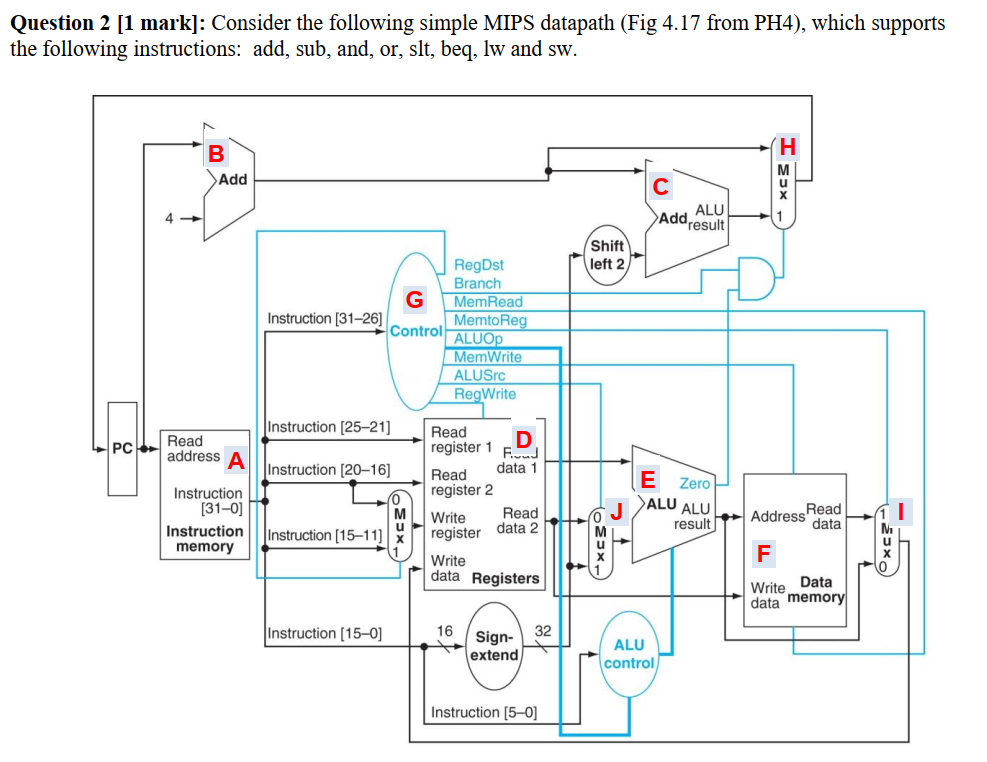 Question 2 [1 mark]: Consider the following simple MIPS datapath (Fig 4.17 from PH4), which supports
the following instructions: add, sub, and, or, slt, beq, lw and sw.
H
M
u
x
1
B
Add
4
C
Add
ALU
result
Shift
left 2
G
Control
RegDst
Branch
MemRead
MemtoReg
ALUOp
MemWrite
ALUSrc
RegWrite
Instruction [31–26]
PC
Read
address
A
Instruction
[31–0]
Instruction
memory
Instruction [25–21]
Instruction [20–16]
Instruction [15–11]
0
M
u
x
1
Read
register 1
D
data 1
Read
register 2
Write
register
Read
data 2
Write
data
Registers
0
J
M
u
x
1
E
Zero
ALU
ALU
result
Address
Read
data
F
Write
data
Data
memory
1
I
M
u
x
0
Instruction [15–0]
16
Sign-
extend
32
ALU
control
Instruction [5–0]